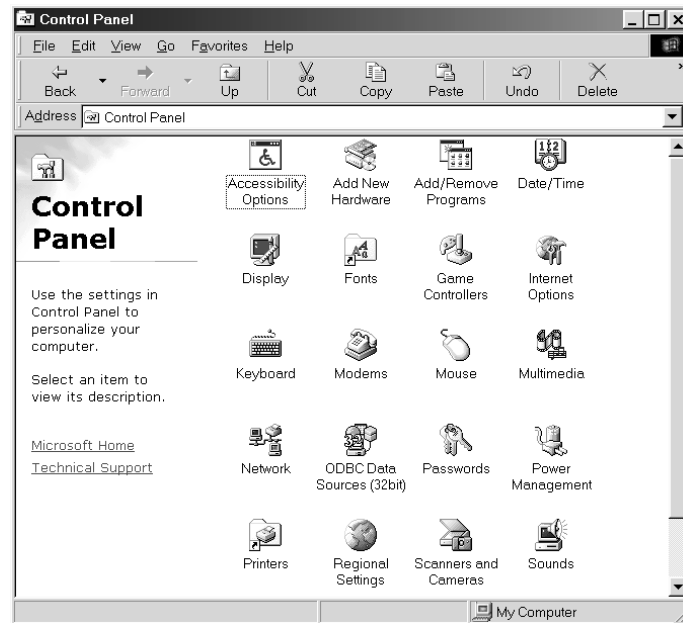 Control Panel
File Edit View Go Favorites Help
Back Forward Up Cut Copy Paste Undo Delete
Address Control Panel
Control
Panel
Use the settings in
Control Panel to
personalize your
computer.
Select an item to
view its description.
Microsoft Home
Technical Support
Accessibility
Options
Add New
Hardware
Add/Remove
Programs
Date/Time
Display
Fonts
Game
Controllers
Internet
Options
Keyboard
Modems
Mouse
Multimedia
Network
ODBC Data
Sources (32bit)
Passwords
Power
Management
Printers
Regional
Settings
Scanners and
Cameras
Sounds
My Computer